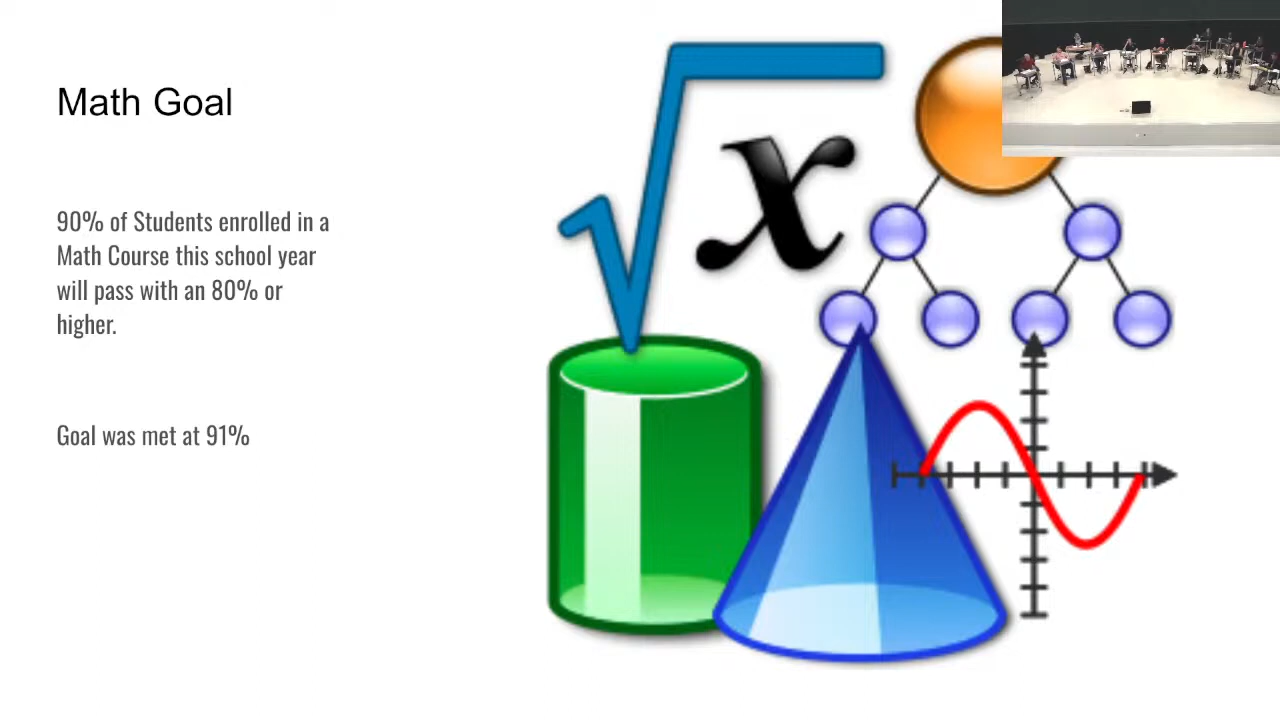 Math Goal
90% of Students enrolled in a
Math Course this school year
will pass with an 80% or
higher.
Goal was met at 91%
x